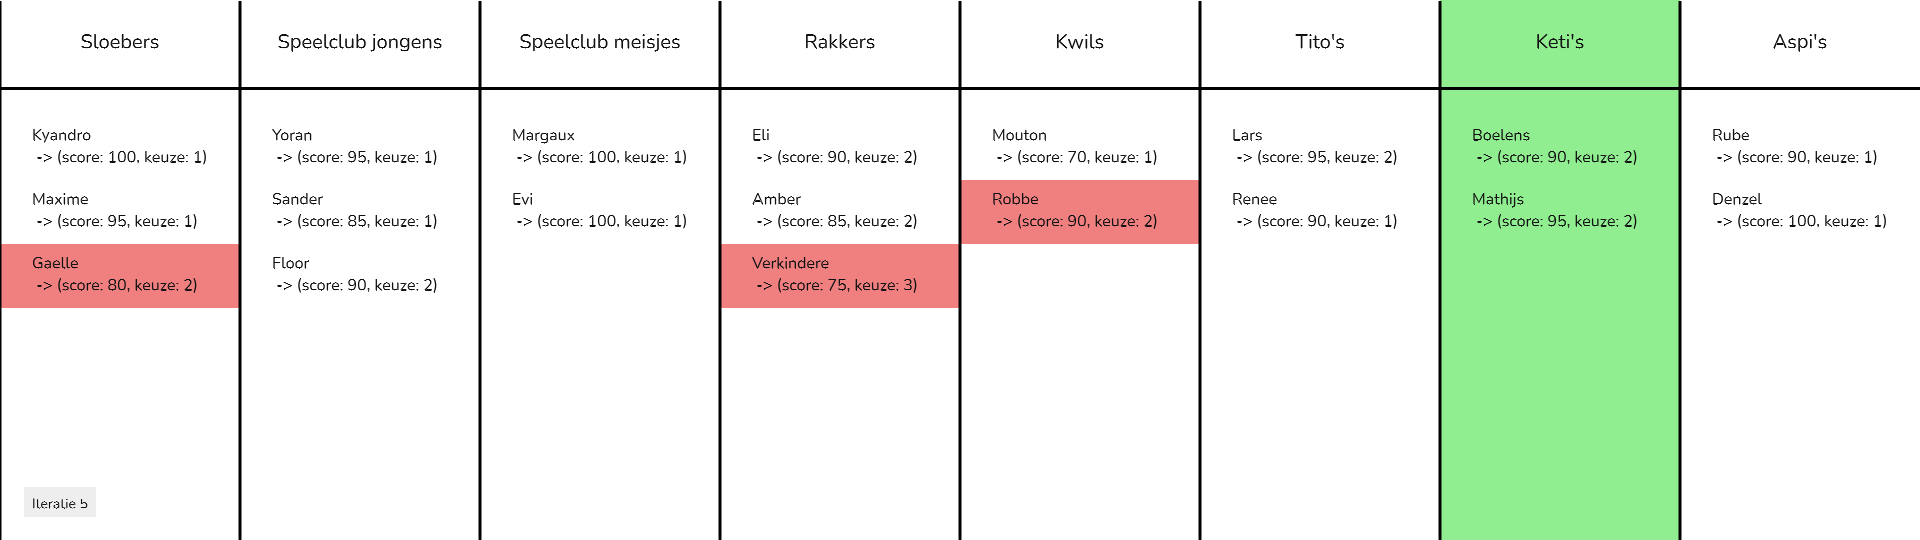 Sloebers
Speelclub jongens
Speelclub meisjes
Rakkers
Kwils
Tito's
Keti's
Aspi's
Kyandro
-> (score: 100, keuze: 1)
Maxime
-> (score: 95, keuze: 1)
Gaelle
-> (score: 80, keuze: 2)
Yoran
-> (score: 95, keuze: 1)
Sander
-> (score: 85, keuze: 1)
Floor
-> (score: 90, keuze: 2)
Margaux
-> (score: 100, keuze: 1)
Evi
-> (score: 100, keuze: 1)
Eli
-> (score: 90, keuze: 2)
Amber
-> (score: 85, keuze: 2)
Verkindere
-> (score: 75, keuze: 3)
Mouton
-> (score: 70, keuze: 1)
Robbe
-> (score: 90, keuze: 2)
Lars
-> (score: 95, keuze: 2)
Renee
-> (score: 90, keuze: 1)
Boelens
-> (score: 90, keuze: 2)
Mathijs
-> (score: 95, keuze: 2)
Rube
-> (score: 90, keuze: 1)
Denzel
-> (score: 100, keuze: 1)
Iteratie 5